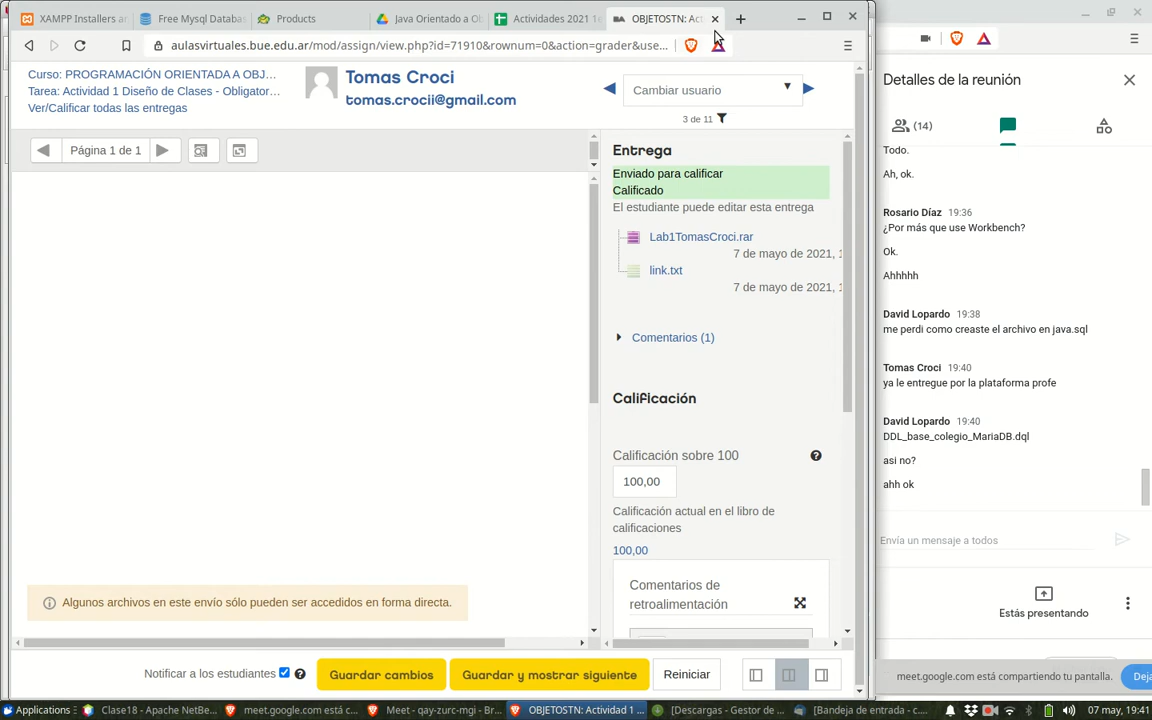 XAMPP Installers a
Free Mysql Databa
Products
Java Orientado a O
Actividades 2021 1
OBJETOSTN: Ac
aulasvirtuales.bue.edu.ar/mod/assign/view.php?id=71910&rownum=0&action=grader&use...
Curso: PROGRAMACIÓN ORIENTADA A OBJ...
Tarea: Actividad 1 Diseño de Clases - Obligator...
Ver/Calificar todas las entregas
Tomas Croci
tomas.crocii@gmail.com
Cambiar usuario
3 de 11
Página 1 de 1
Entrega
Enviado para calificar
Calificado
El estudiante puede editar esta entrega
Lab1TomasCroci.rar
7 de mayo de 2021, 1
link.txt
7 de mayo de 2021, 1
Comentarios (1)
Calificación
Calificación sobre 100
100,00
Calificación actual en el libro de
calificaciones
100,00
Comentarios de
retroalimentación
Algunos archivos en este envío sólo pueden ser accedidos en forma directa.
Notificar a los estudiantes
Guardar cambios
Guardar y mostrar siguiente
Reiniciar
Detalles de la reunión
(14)
Todo.
Ah, ok.
Rosario Díaz 19:36
¿Por más que use Workbench?
Ok.
Ahhhhh
David Lopardo 19:38
me perdi como creaste el archivo en java.sql
Tomas Croci 19:40
ya le entregue por la plataforma profe
David Lopardo 19:40
DDL_base_colegio_MariaDB.dql
asi no?
ahh ok
Envía un mensaje a todos
Estás presentando
meet.google.com está compartiendo tu pantalla.
Deja
Applications
Clase18 - Apache NetBe...
meet.google.com está c...
Meet - qay-zurc-mgi - Br...
OBJETOSTN: Actividad 1 ...
[Descargas - Gestor de ...
[Bandeja de entrada - c...
07 may, 19:41